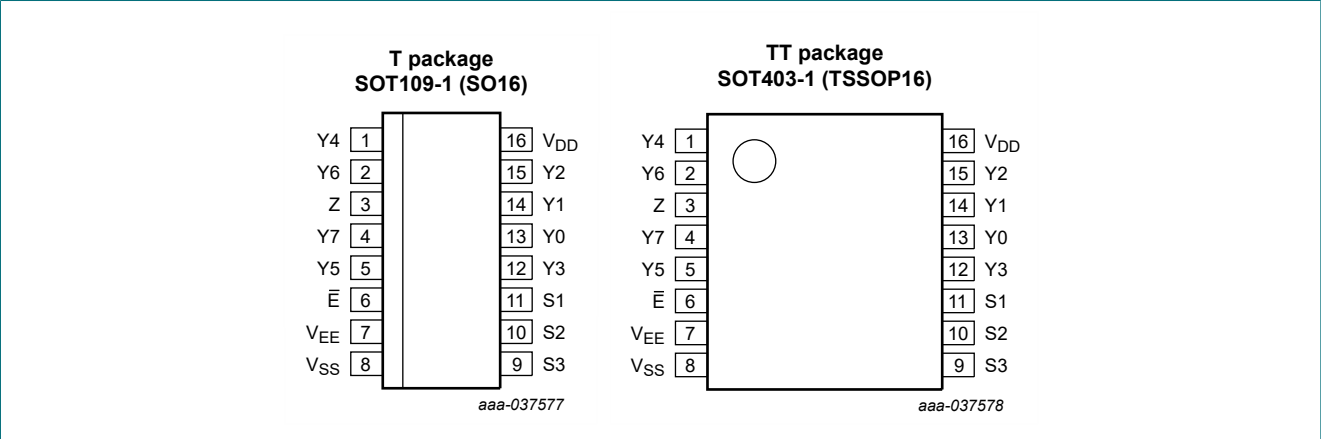 T package
SOT109-1 (SO16)
Y4 1 16 VDD
Y6 2 15 Y2
Z 3 14 Y1
Y7 4 13 Y0
Y5 5 12 Y3
E̅ 6 11 S1
VEE 7 10 S2
VSS 8 9 S3
aaa-037577
TT package
SOT403-1 (TSSOP16)
Y4 1 16 VDD
Y6 2 15 Y2
Z 3 14 Y1
Y7 4 13 Y0
Y5 5 12 Y3
E̅ 6 11 S1
VEE 7 10 S2
VSS 8 9 S3
aaa-037578